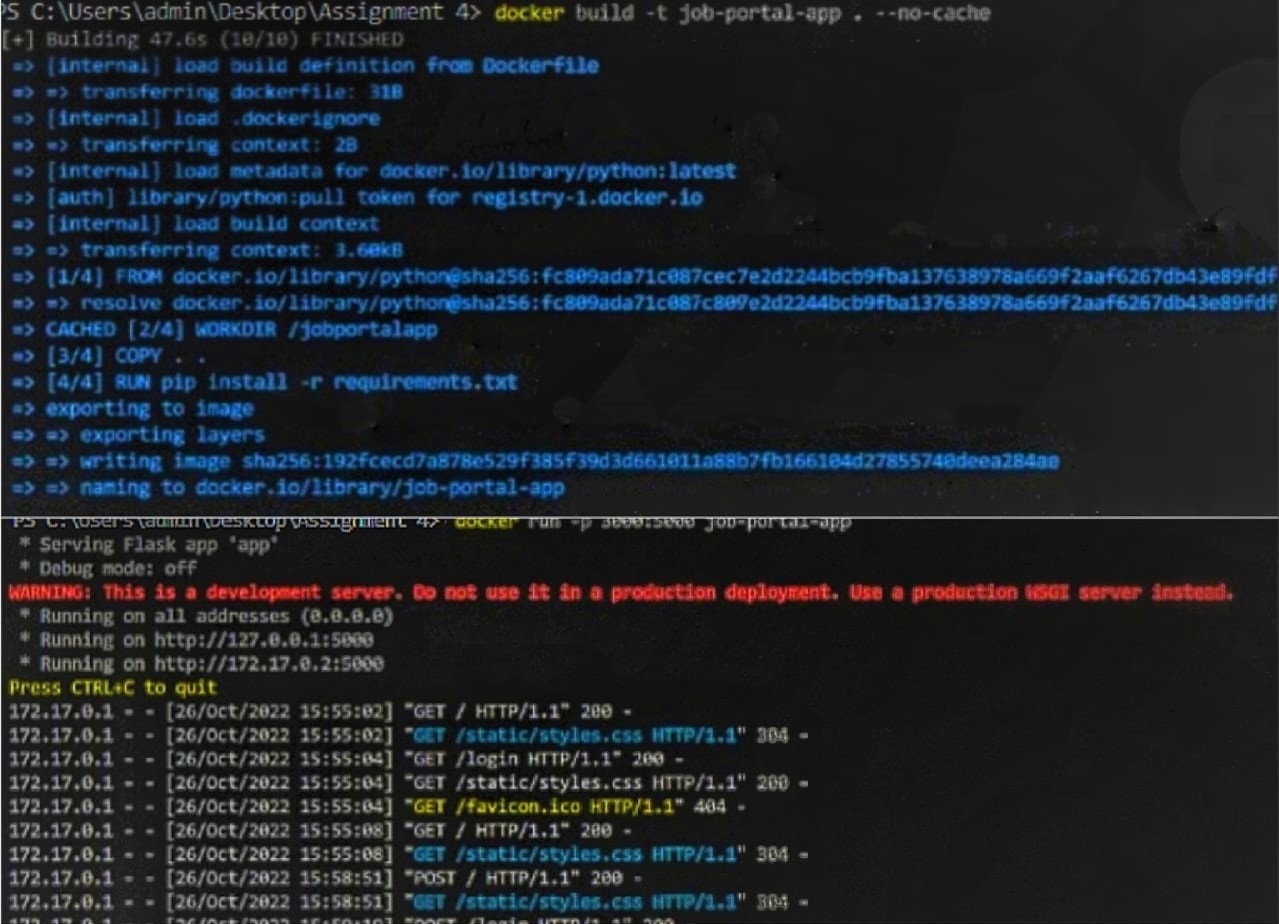 PS C:\Users\admin\Desktop\Assignment 4> docker build -t job-portal-app . --no-cache
[+] Building 47.6s (10/10) FINISHED
=> [internal] load build definition from Dockerfile
=> => transferring dockerfile: 31B
=> [internal] load .dockerignore
=> => transferring context: 2B
=> [internal] load metadata for docker.io/library/python:latest
=> [auth] library/python:pull token for registry-1.docker.io
=> [internal] load build context
=> => transferring context: 3.60kB
=> [1/4] FROM docker.io/library/python@sha256:fc809ada71c087cec7e2d2244bcb9fba137638978a669f2aaf6267db43e89fdf
=> => resolve docker.io/library/python@sha256:fc809ada71c087c809e2d2244bcb9fba137638978a669f2aaf6267db43e89fdf
=> CACHED [2/4] WORKDIR /jobportalapp
=> [3/4] COPY . .
=> [4/4] RUN pip install -r requirements.txt
=> exporting to image
=> => exporting layers
=> => writing image sha256:192fcecd7a878e529f385f39d3d661011a88b7fb166104d27855740deea284ae
=> => naming to docker.io/library/job-portal-app
PS C:\Users\admin\Desktop\Assignment 4> docker run -p 3000:5000 job-portal-app
* Serving Flask app 'app'
* Debug mode: off
WARNING: This is a development server. Do not use it in a production deployment. Use a production WSGI server instead.
* Running on all addresses (0.0.0.0)
* Running on http://127.0.0.1:5000
* Running on http://172.17.0.2:5000
Press CTRL+C to quit
172.17.0.1 - - [26/Oct/2022 15:55:02] "GET / HTTP/1.1" 200 -
172.17.0.1 - - [26/Oct/2022 15:55:02] "GET /static/styles.css HTTP/1.1" 304 -
172.17.0.1 - - [26/Oct/2022 15:55:04] "GET /login HTTP/1.1" 200 -
172.17.0.1 - - [26/Oct/2022 15:55:04] "GET /static/styles.css HTTP/1.1" 200 -
172.17.0.1 - - [26/Oct/2022 15:55:04] "GET /favicon.ico HTTP/1.1" 404 -
172.17.0.1 - - [26/Oct/2022 15:55:08] "GET / HTTP/1.1" 200 -
172.17.0.1 - - [26/Oct/2022 15:55:08] "GET /static/styles.css HTTP/1.1" 304 -
172.17.0.1 - - [26/Oct/2022 15:58:51] "POST / HTTP/1.1" 200 -
172.17.0.1 - - [26/Oct/2022 15:58:51] "GET /static/styles.css HTTP/1.1" 304 -
172.17.0.1 - - [26/Oct/2022 "POST /login HTTP/1.1" 200 -